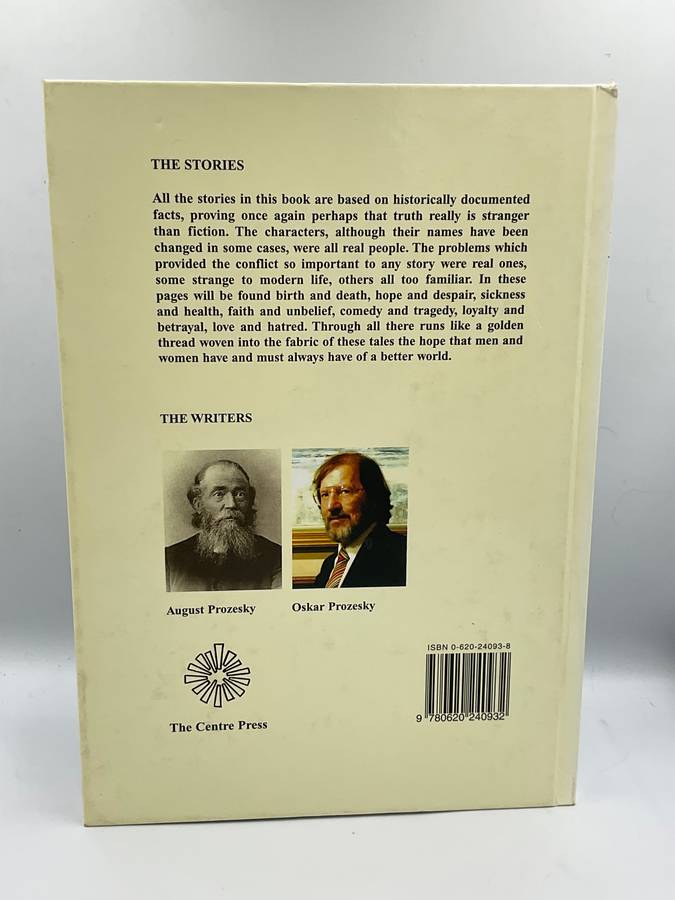 THE STORIES
All the stories in this book are based on historically documented
facts, proving once again perhaps that truth really is stranger
than fiction. The characters, although their names have been
changed in some cases, were all real people. The problems which
provided the conflict so important to any story were real ones,
some strange to modern life, others all too familiar. In these
pages will be found birth and death, hope and despair, sickness
and health, faith and unbelief, comedy and tragedy, loyalty and
betrayal, love and hatred. Through all there runs like a golden
thread woven into the fabric of these tales the hope that men and
women have and must always have of a better world.
THE WRITERS
August Prozesky
Oskar Prozesky
The Centre Press
ISBN 0-620-24093-8
9 780620 240932